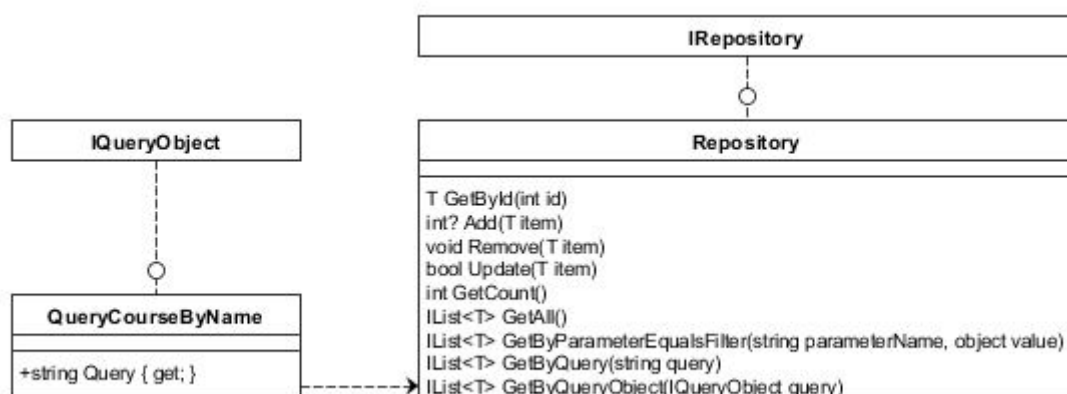 IRepository
IQueryObject
Repository
T GetById(int id)
int? Add(T item)
void Remove(T item)
bool Update(T item)
int GetCount()
IList<T> GetAll()
IList<T> GetByParameterEqualsFilter(string parameterName, object value)
IList<T> GetByQuery(string query)
IList<T> GetByQueryObject(IQueryObject query)
QueryCourseByName
+string Query { get; }